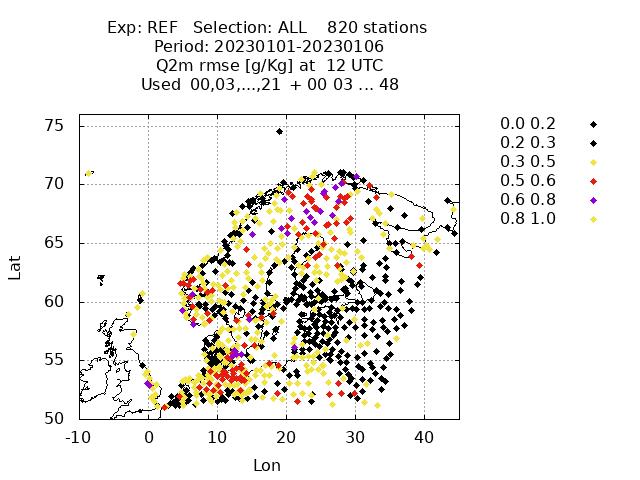 Exp: REF Selection: ALL 820 stations
Period: 20230101-20230106
Q2m rmse [g/Kg] at 12 UTC
Used 00,03,...,21 + 00 03 ... 48
75
70
65
60
55
50
-10 0 10 20 30 40
Lat
Lon
0.0 0.2
0.2 0.3
0.3 0.5
0.5 0.6
0.6 0.8
0.8 1.0